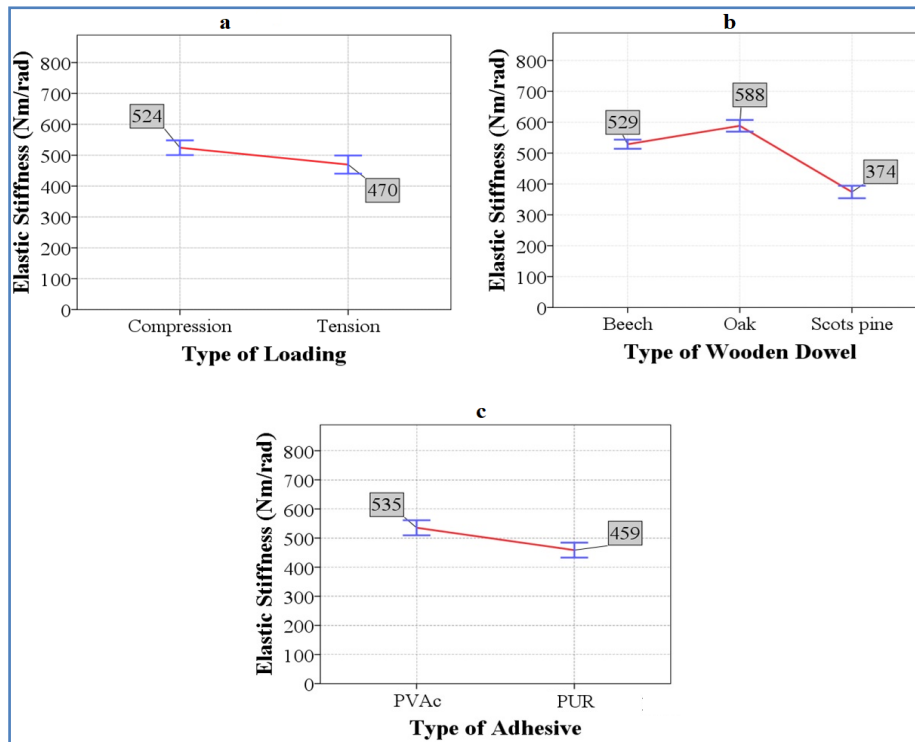 a
Elastic Stiffness (Nm/rad)
800
700
600
500
400
300
200
100
0
524
470
Compression Tension
Type of Loading
b
Elastic Stiffness (Nm/rad)
800
700
600
500
400
300
200
100
0
529
588
374
Beech Oak Scots pine
Type of Wooden Dowel
c
Elastic Stiffness (Nm/rad)
800
700
600
500
400
300
200
100
0
535
459
PVAc PUR
Type of Adhesive